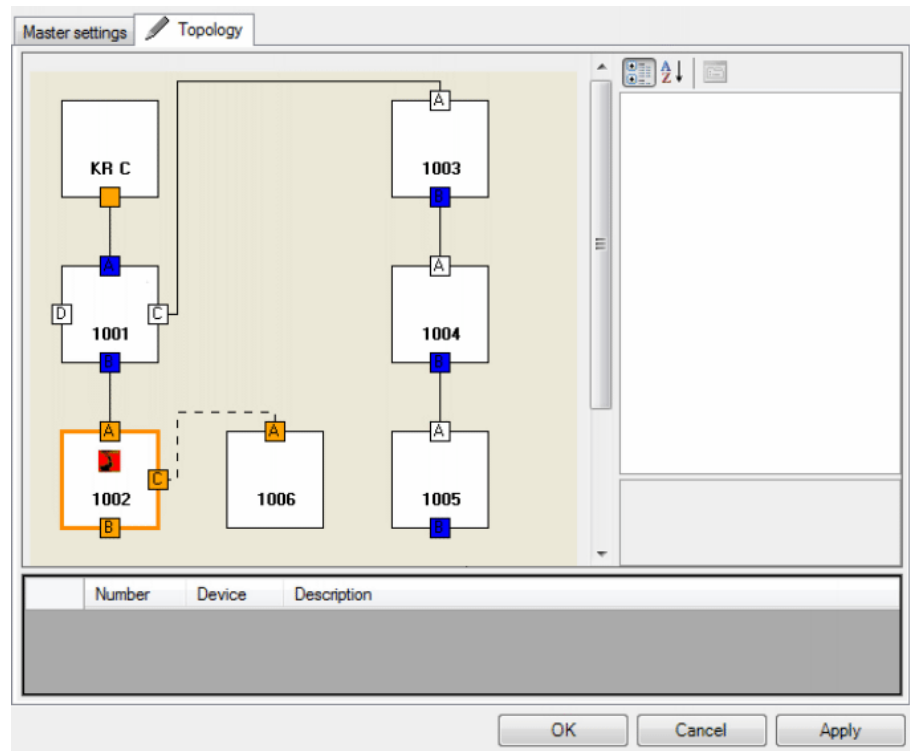 Master settings Topology
A
KR C 1003
B
A A
D C
1001 1004
B B
A A A
C
1002 1006 1005
B B
Number Device Description
OK Cancel Apply